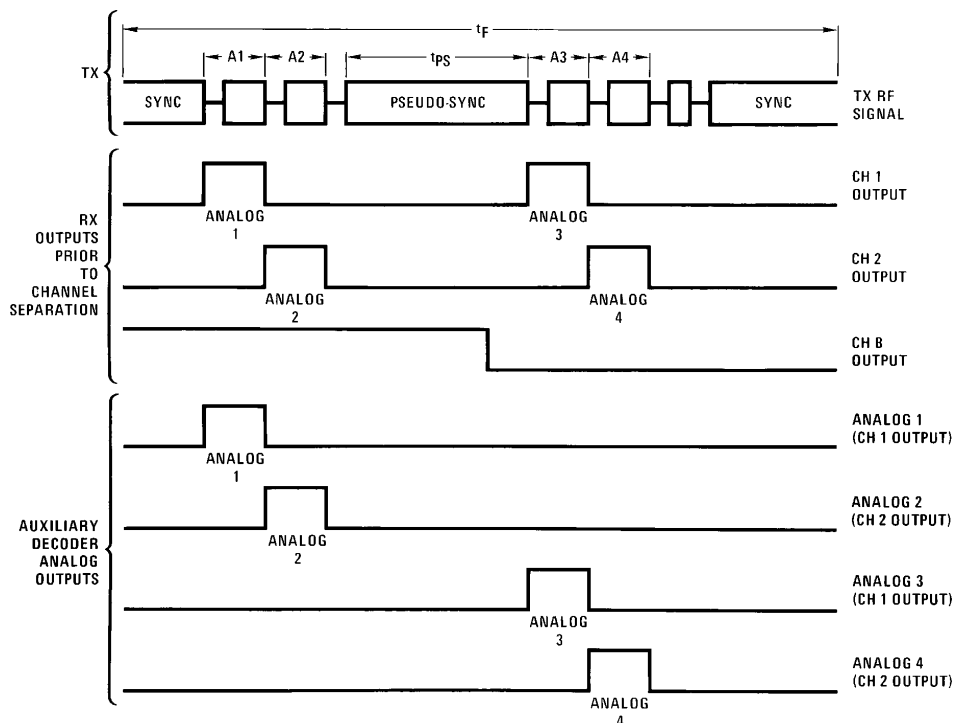 tF
TX
A1
A2
tPS
A3
A4
SYNC
PSEUDO-SYNC
SYNC
TX RF
SIGNAL
RX
OUTPUTS
PRIOR
TO
CHANNEL
SEPARATION
ANALOG
1
ANALOG
3
CH 1
OUTPUT
ANALOG
2
ANALOG
4
CH 2
OUTPUT
CH B
OUTPUT
AUXILIARY
DECODER
ANALOG
OUTPUTS
ANALOG
1
ANALOG 1
(CH 1 OUTPUT)
ANALOG
2
ANALOG 2
(CH 2 OUTPUT)
ANALOG
3
ANALOG 3
(CH 1 OUTPUT)
ANALOG
4
ANALOG 4
(CH 2 OUTPUT)